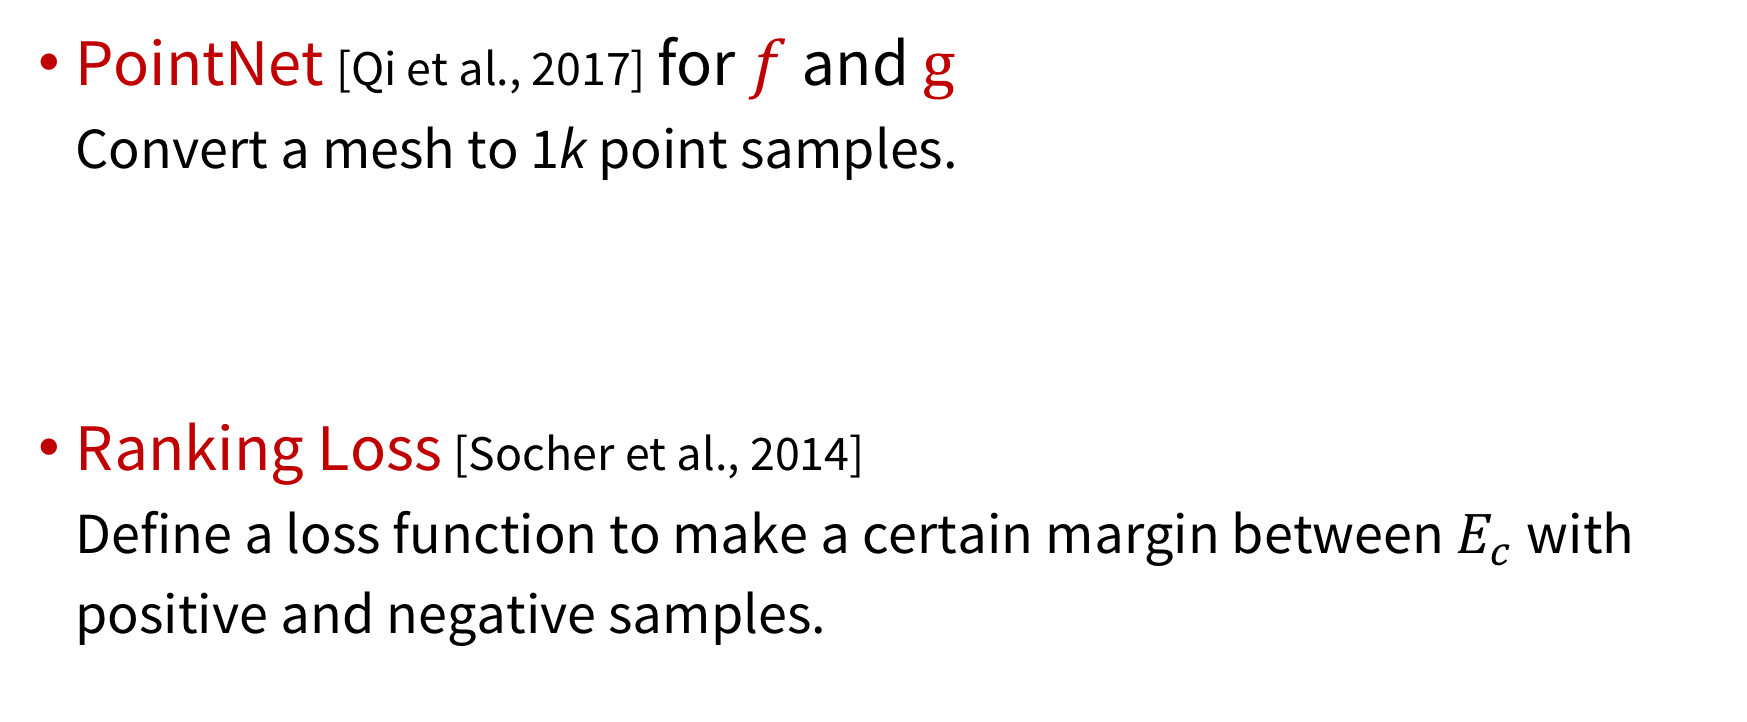 • PointNet [Qi et al., 2017] for f and g
Convert a mesh to 1k point samples.
• Ranking Loss [Socher et al., 2014]
Define a loss function to make a certain margin between E_c with
positive and negative samples.